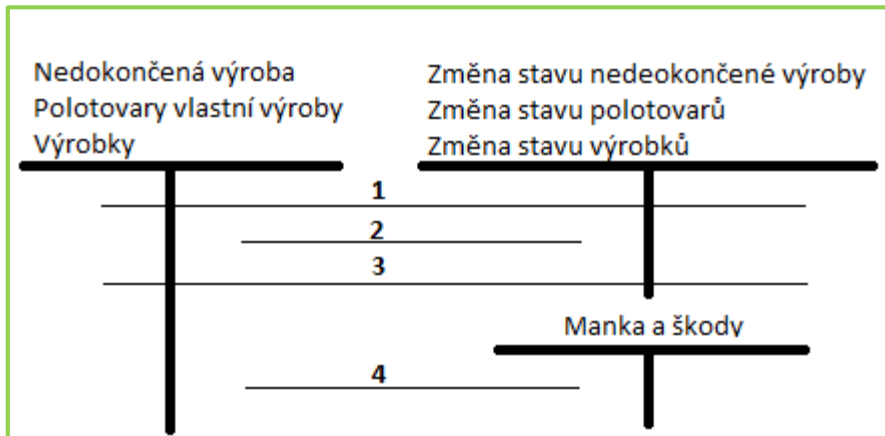 Nedokončená výroba
Polotovary vlastní výroby
Výrobky
Změna stavu nedeokončené výroby
Změna stavu polotovarů
Změna stavu výrobků
1
2
3
Manka a škody
4